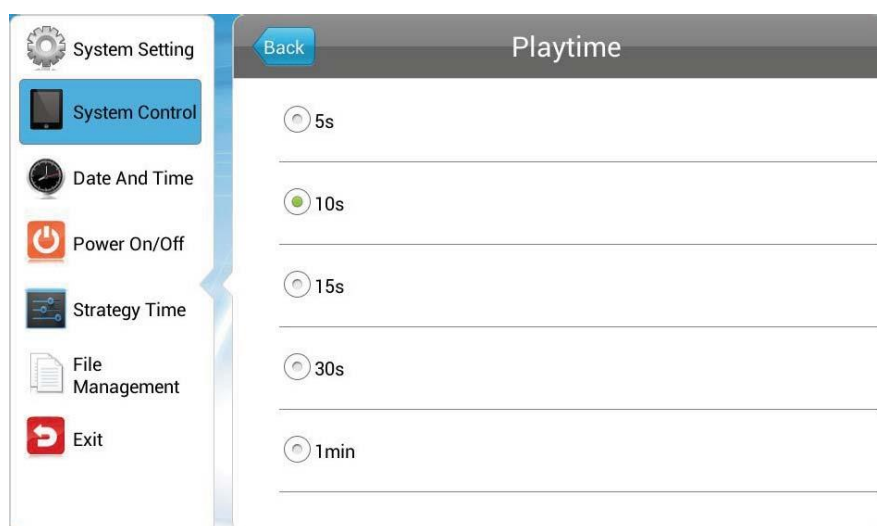 System Setting
System Control
Date And Time
Power On/Off
Strategy Time
File
Management
Exit
Back
Playtime
5s
10s
15s
30s
1min